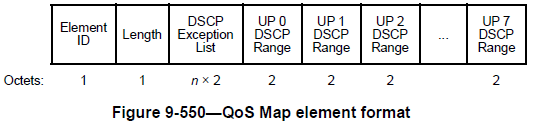 Element ID Length DSCP Exception List UP 0 DSCP Range UP 1 DSCP Range UP 2 DSCP Range ... UP 7 DSCP Range
Octets: 1 1 n × 2 2 2 2 2
Figure 9-550—QoS Map element format